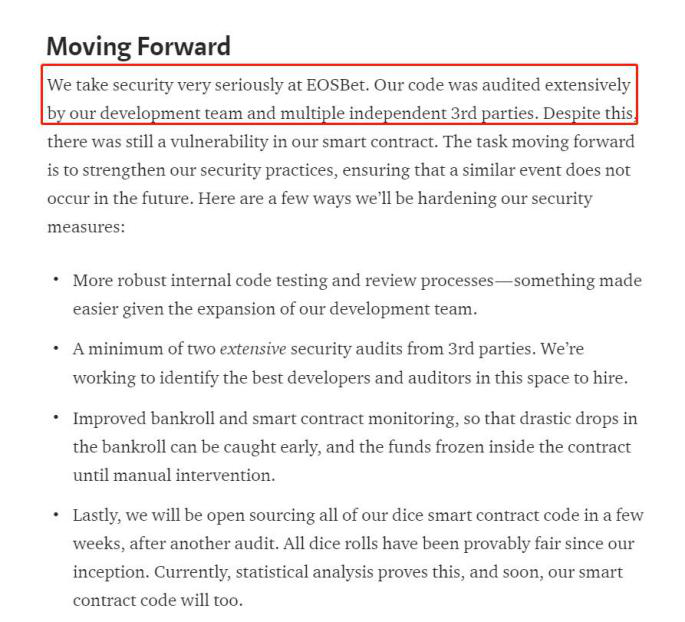 Moving Forward
We take security very seriously at EOSBet. Our code was audited extensively
by our development team and multiple independent 3rd parties. Despite this,
there was still a vulnerability in our smart contract. The task moving forward
is to strengthen our security practices, ensuring that a similar event does not
occur in the future. Here are a few ways we’ll be hardening our security
measures:
• More robust internal code testing and review processes—something made
easier given the expansion of our development team.
• A minimum of two extensive security audits from 3rd parties. We’re
working to identify the best developers and auditors in this space to hire.
• Improved bankroll and smart contract monitoring, so that drastic drops in
the bankroll can be caught early, and the funds frozen inside the contract
until manual intervention.
• Lastly, we will be open sourcing all of our dice smart contract code in a few
weeks, after another audit. All dice rolls have been provably fair since our
inception. Currently, statistical analysis proves this, and soon, our smart
contract code will too.